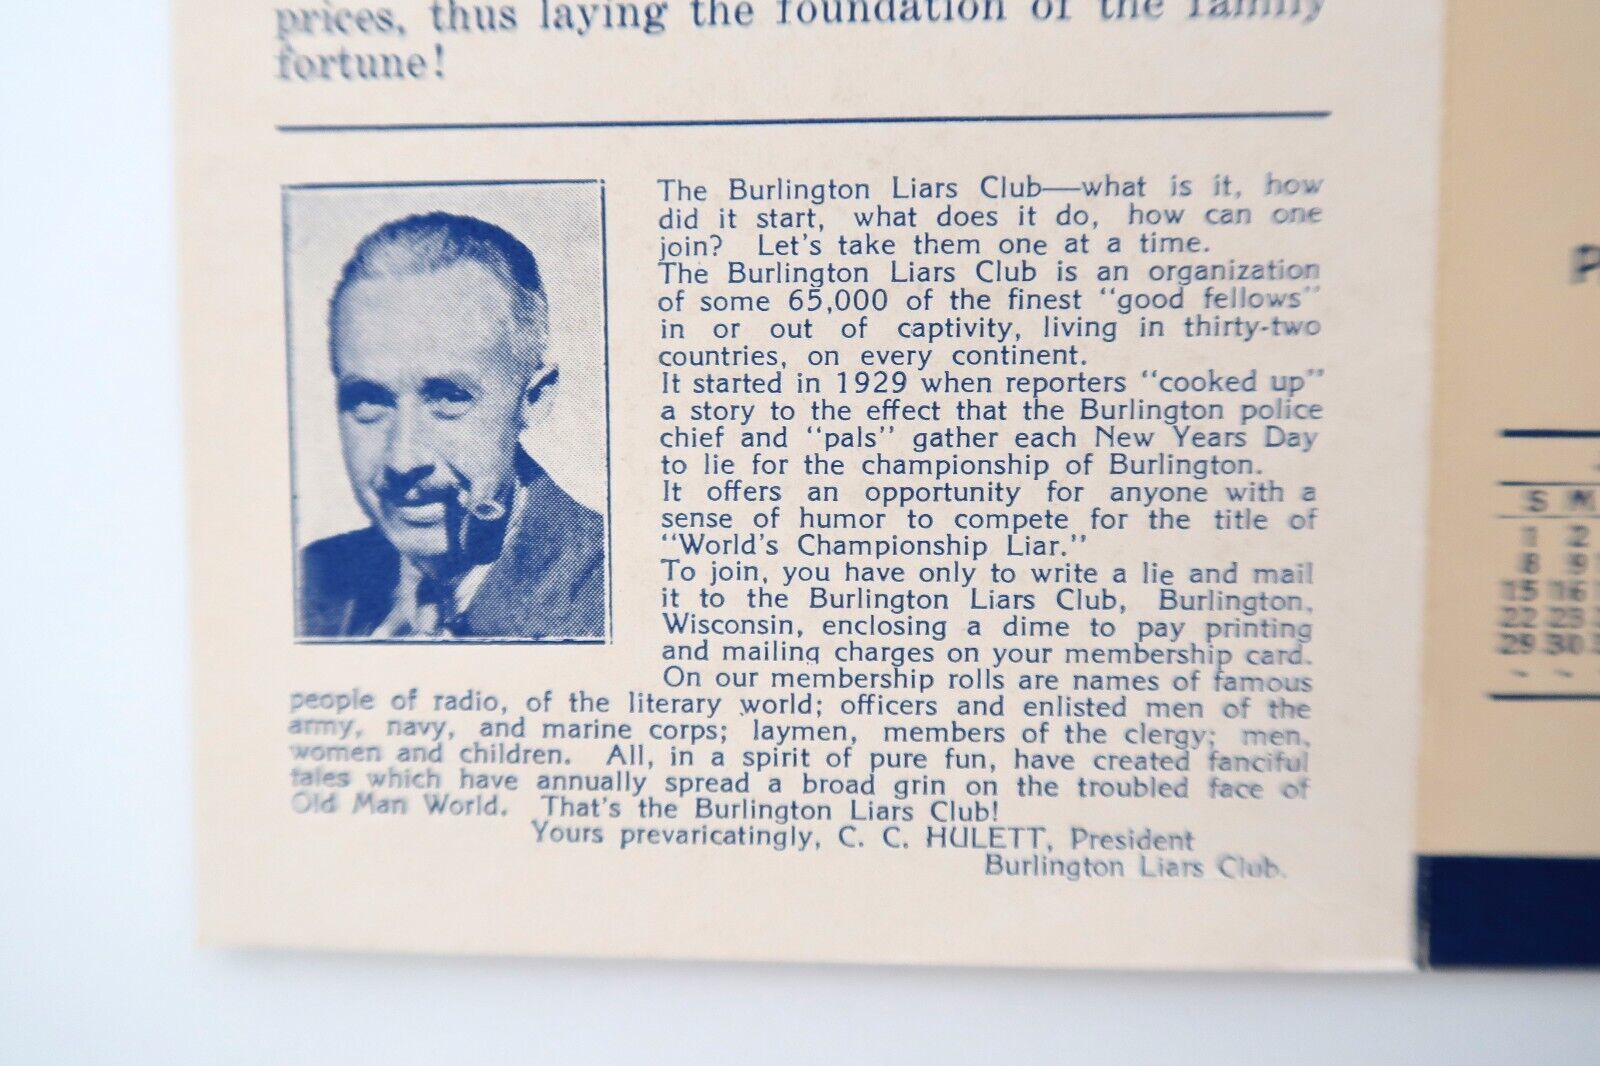 prices, thus laying the foundation of the family
fortune!
The Burlington Liars Club—what is it, how
did it start, what does it do, how can one
join? Let's take them one at a time.
The Burlington Liars Club is an organization
of some 65,000 of the finest "good fellows"
in or out of captivity, living in thirty-two
countries, on every continent.
It started in 1929 when reporters "cooked up"
a story to the effect that the Burlington police
chief and "pals" gather each New Years Day
to lie for the championship of Burlington.
It offers an opportunity for anyone with a
sense of humor to compete for the title of
"World's Championship Liar."
To join, you have only to write a lie and mail
it to the Burlington Liars Club, Burlington,
Wisconsin, enclosing a dime to pay printing
and mailing charges on your membership card.
On our membership rolls are names of famous
people of radio, of the literary world; officers and enlisted men of the
army, navy, and marine corps; laymen, members of the clergy; men,
women and children. All, in a spirit of pure fun, have created fanciful
tales which have annually spread a broad grin on the troubled face of
Old Man World. That's the Burlington Liars Club!
Yours prevaricatingly, C. C. HULETT, President
Burlington Liars Club.
P
S M
1 2
8 9
15 16
22 23
29 30